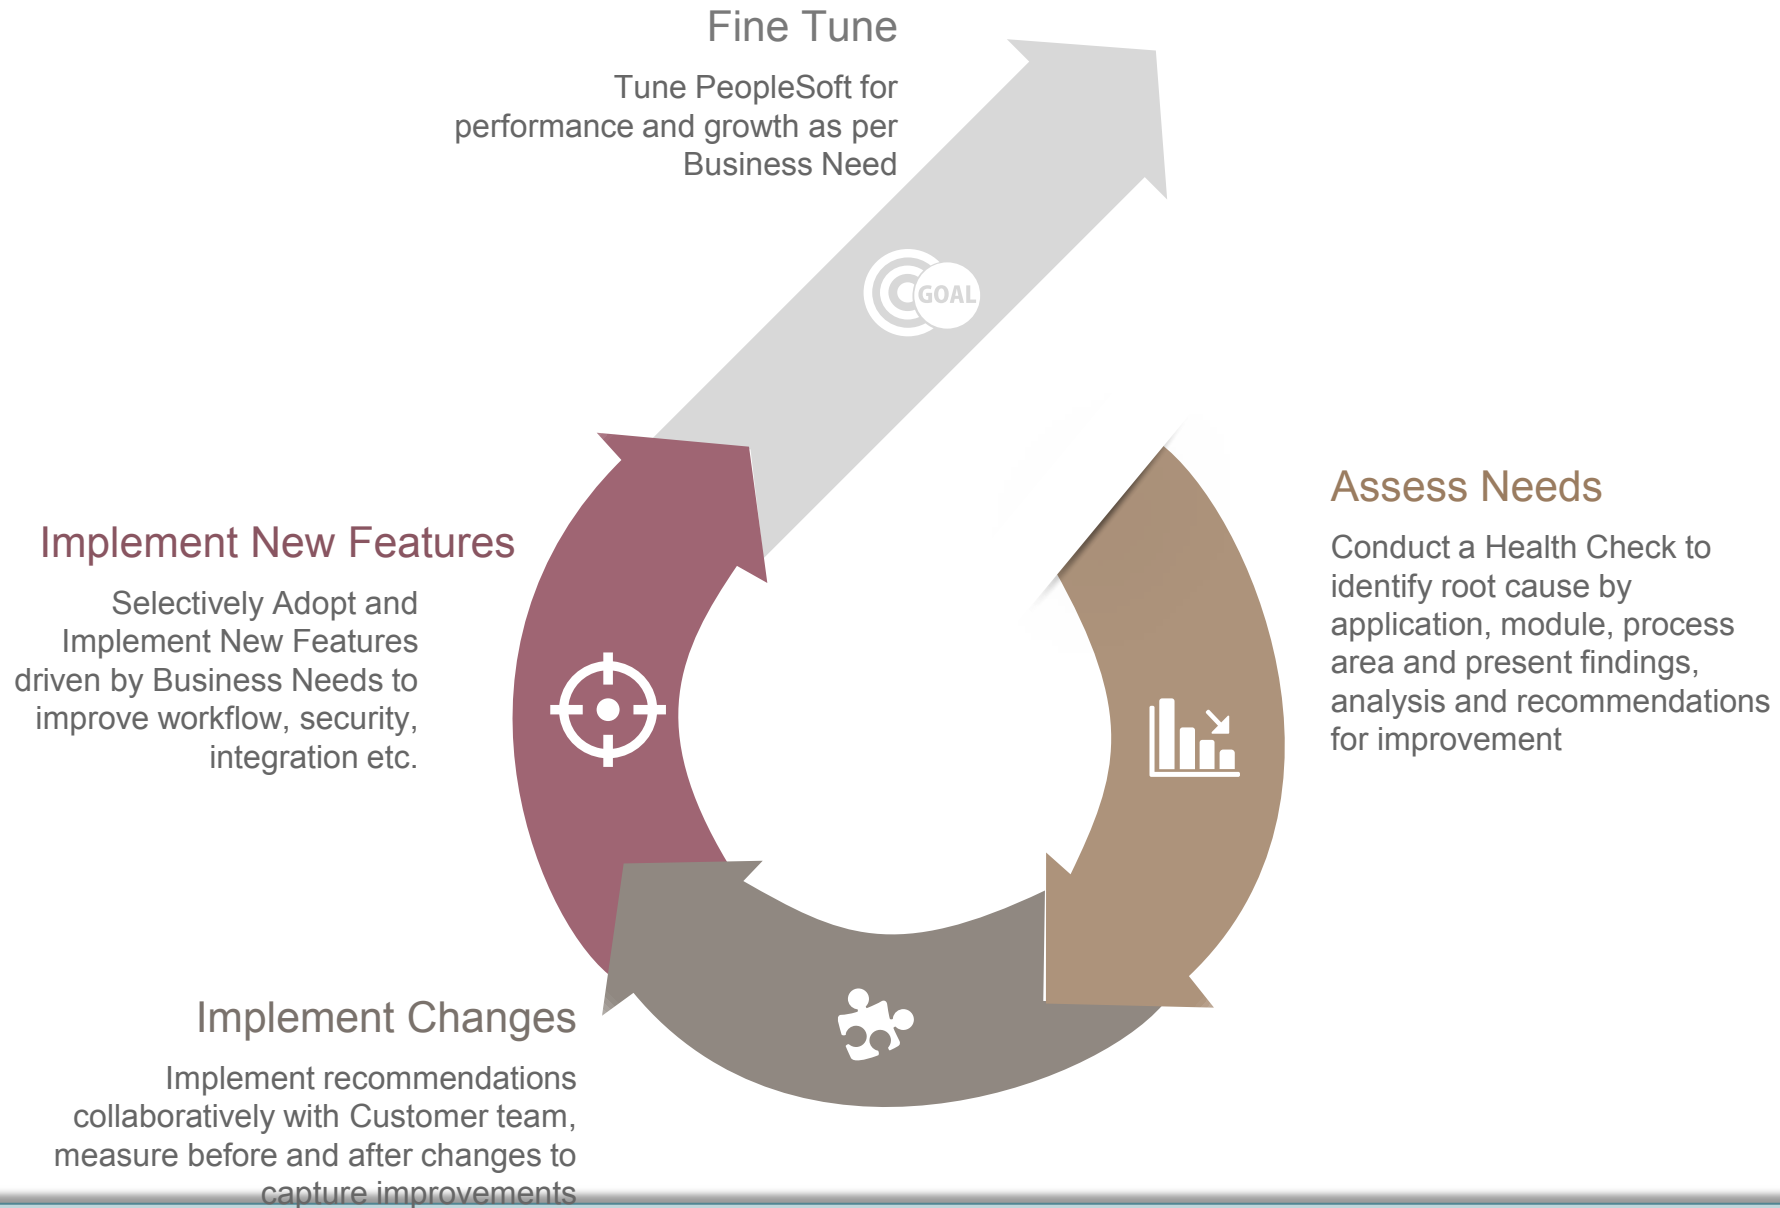 Fine Tune
Tune PeopleSoft for
performance and growth as per
Business Need
GOAL
Assess Needs
Conduct a Health Check to
identify root cause by
application, module, process
area and present findings,
analysis and recommendations
for improvement
Implement New Features
Selectively Adopt and
Implement New Features
driven by Business Needs to
improve workflow, security,
integration etc.
Implement Changes
Implement recommendations
collaboratively with Customer team,
measure before and after changes to
capture improvements